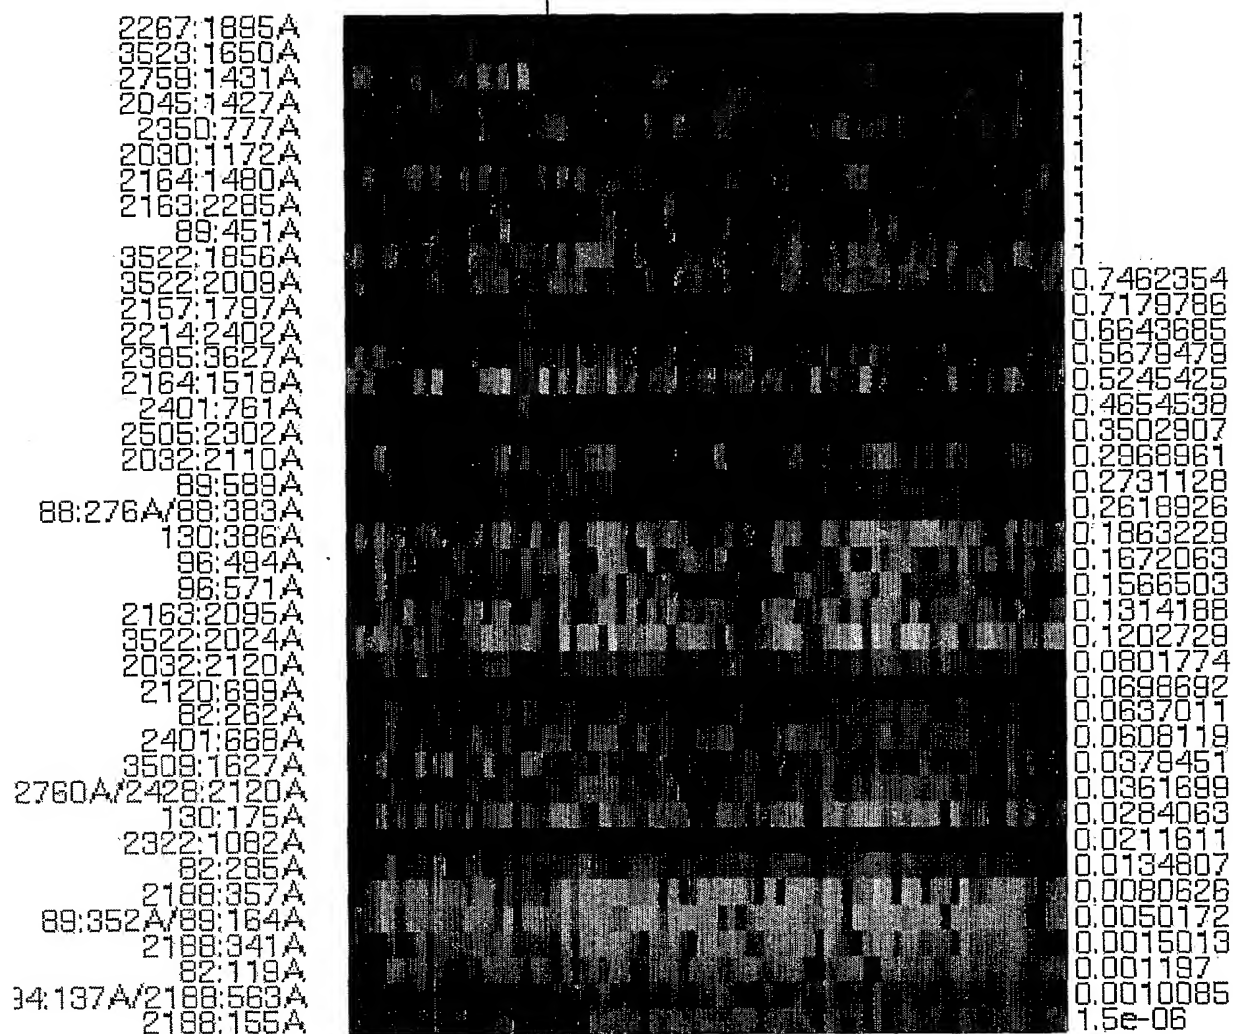 2267:1895A 1
3523:1650A 1
2759:1431A 1
2045:1427A 1
2350:777A 1
2030:1172A 1
2164:1480A 1
2163:2285A 1
89:451A 1
3522:1856A 1
3522:2009A 0.7462354
2157:1797A 0.7179786
2214:2402A 0.6643685
2385:3627A 0.5679479
2164:1518A 0.5245425
2401:761A 0.4654538
2505:2302A 0.3502907
2032:2110A 0.2968961
89:589A 0.2731128
88:276A/88:383A 0.2618926
130:386A 0.1863229
96:494A 0.1672063
96:571A 0.1566503
2163:2095A 0.1314188
3522:2024A 0.1202729
2032:2120A 0.0801774
2120:699A 0.0698692
82:262A 0.0637011
2401:668A 0.0608119
3509:1627A 0.0379451
2760A/2428:2120A 0.0361699
130:175A 0.0284063
2322:1082A 0.0211611
82:285A 0.0134807
2188:357A 0.0080626
89:352A/89:164A 0.0050172
2188:341A 0.0015013
82:119A 0.001197
94:137A/2188:563A 0.0010085
2188:155A 1.5e-06